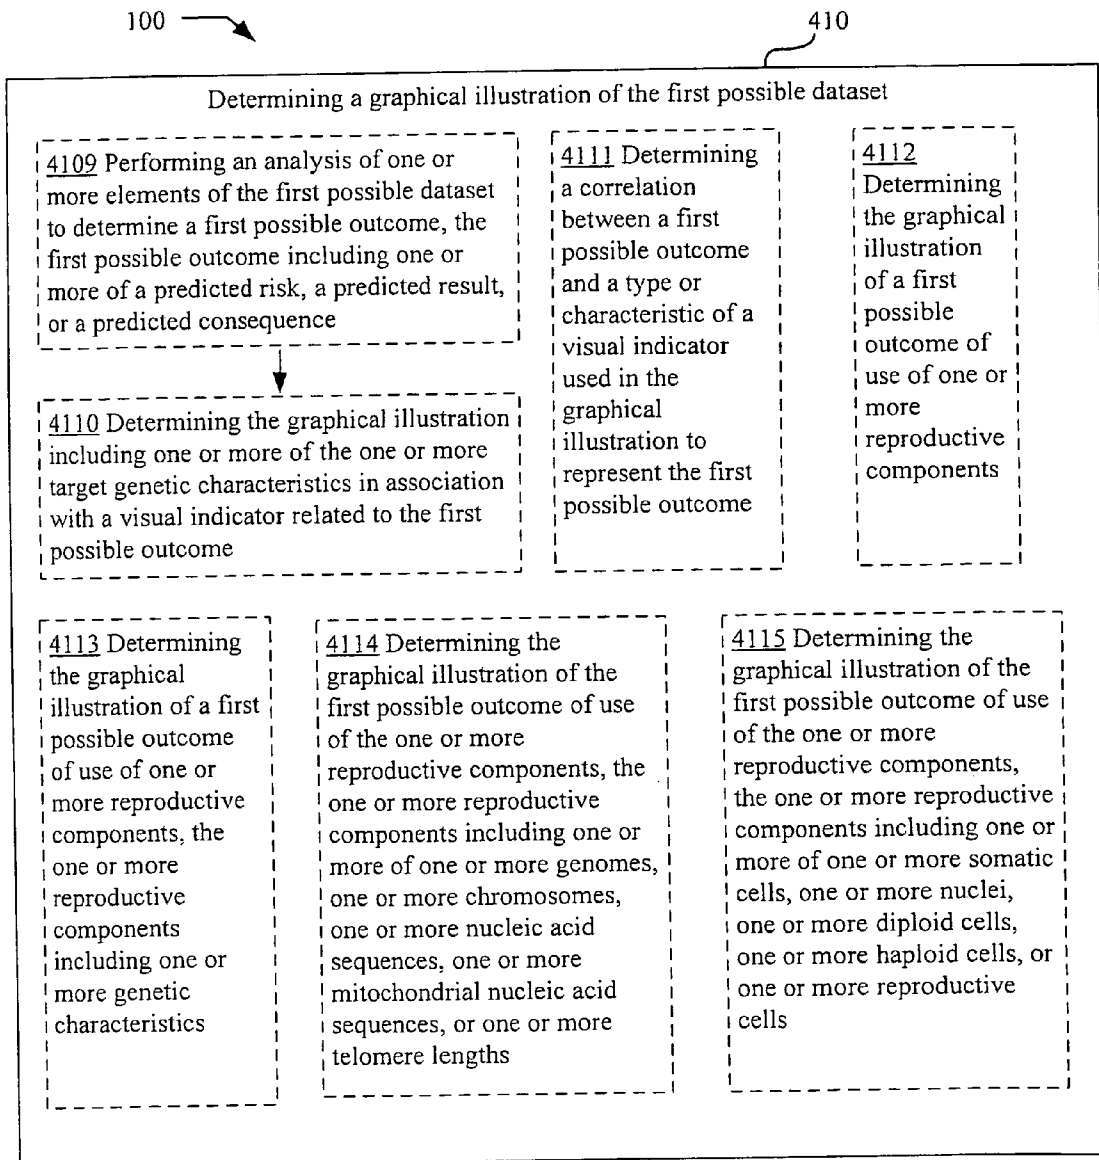 100
410
Determining a graphical illustration of the first possible dataset
4109 Performing an analysis of one or
more elements of the first possible dataset
to determine a first possible outcome, the
first possible outcome including one or
more of a predicted risk, a predicted result,
or a predicted consequence
4110 Determining the graphical illustration
including one or more of the one or more
target genetic characteristics in association
with a visual indicator related to the first
possible outcome
4111 Determining
a correlation
between a first
possible outcome
and a type or
characteristic of a
visual indicator
used in the
graphical
illustration to
represent the first
possible outcome
4112
Determining
the graphical
illustration
of a first
possible
outcome of
use of one or
more
reproductive
components
4113 Determining
the graphical
illustration of a first
possible outcome
of use of one or
more reproductive
components, the
one or more
reproductive
components
including one or
more genetic
characteristics
4114 Determining the
graphical illustration of the
first possible outcome of use
of the one or more
reproductive components, the
one or more reproductive
components including one or
more of one or more genomes,
one or more chromosomes,
one or more nucleic acid
sequences, one or more
mitochondrial nucleic acid
sequences, or one or more
telomere lengths
4115 Determining the
graphical illustration of the
first possible outcome of use
of the one or more
reproductive components,
the one or more reproductive
components including one or
more of one or more somatic
cells, one or more nuclei,
one or more diploid cells,
one or more haploid cells, or
one or more reproductive
cells